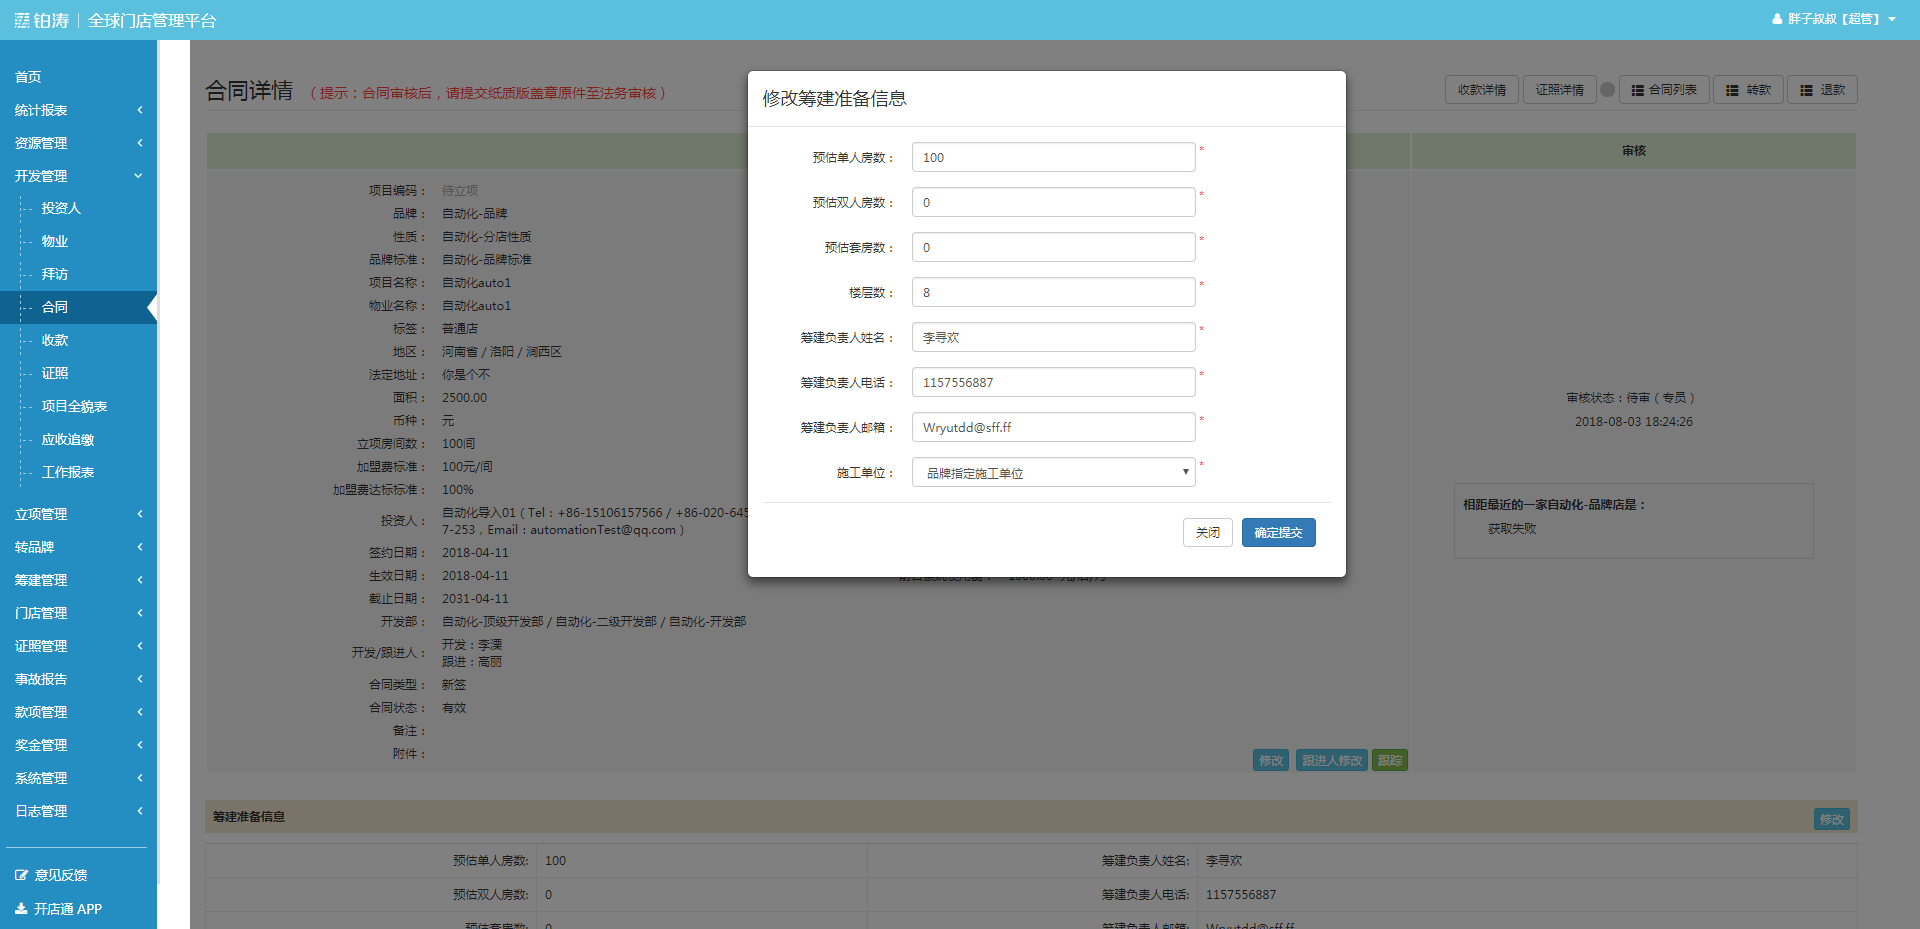 铂涛 | 全球门店管理平台
胖子叔叔【超管】
首页
统计报表
资源管理
开发管理
投资人
物业
拜访
合同
收款
证照
项目全貌表
应收追缴
工作报表
立项管理
转品牌
筹建管理
门店管理
证照管理
事故报告
款项管理
奖金管理
系统管理
日志管理
意见反馈
开店通 APP
合同详情 （提示：合同审核后，请提交纸质版盖章原件至法务审核）
收款详情 证照详情 合同列表 转款 退款
项目编码： 待立项
品牌： 自动化-品牌
性质： 自动化-分店性质
品牌标准： 自动化-品牌标准
项目名称： 自动化auto1
物业名称： 自动化auto1
标签： 普通店
地区： 河南省 / 洛阳 / 涧西区
法定地址： 你是个不
面积： 2500.00
币种： 元
立项房间数： 100间
加盟费标准： 100元/间
加盟费达标标准： 100%
投资人： 自动化导入01（Tel：+86-15106157566 / +86-020-645
7-253，Email：automationTest@qq.com）
签约日期： 2018-04-11
生效日期： 2018-04-11
截止日期： 2031-04-11
开发部： 自动化-顶级开发部 / 自动化-二级开发部 / 自动化-开发部
开发/跟进人： 开发：李漂
跟进：高丽
合同类型： 新签
合同状态： 有效
备注：
附件：
修改 跟进人修改 跟踪
审核
审核状态：待审（专员）
2018-08-03 18:24:26
相距最近的一家自动化-品牌店是：
获取失败
修改筹建准备信息
预估单人房数： 100 *
预估双人房数： 0 *
预估套房数： 0 *
楼层数： 8 *
筹建负责人姓名： 李寻欢 *
筹建负责人电话： 1157556887 *
筹建负责人邮箱： Wryutdd@sff.ff *
施工单位： 品牌指定施工单位 *
关闭 确定提交
筹建准备信息 修改
预估单人房数: 100 筹建负责人姓名: 李寻欢
预估双人房数: 0 筹建负责人电话: 1157556887
预估套房数: 0 筹建负责人邮箱: Wryutdd@sff.ff